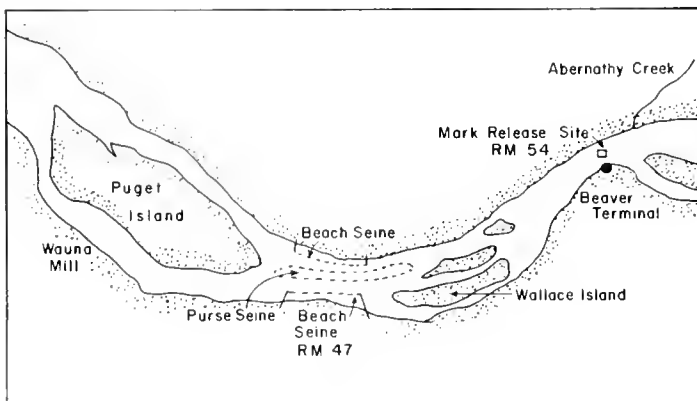 Abernathy Creek
Mark Release Site
RM 54
Puget
Island
Beaver
Terminal
Beach Seine
Wauna
Mill
Wallace Island
Purse Seine
Beach
Seine
RM 47